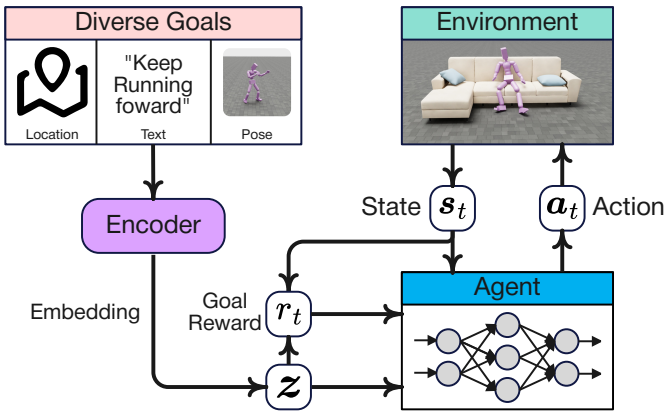 Diverse Goals
Location
"Keep
Running
foward"
Text
Pose
Environment
Encoder
State
s_t
a_t
Action
Embedding
Goal
Reward
r_t
z
Agent